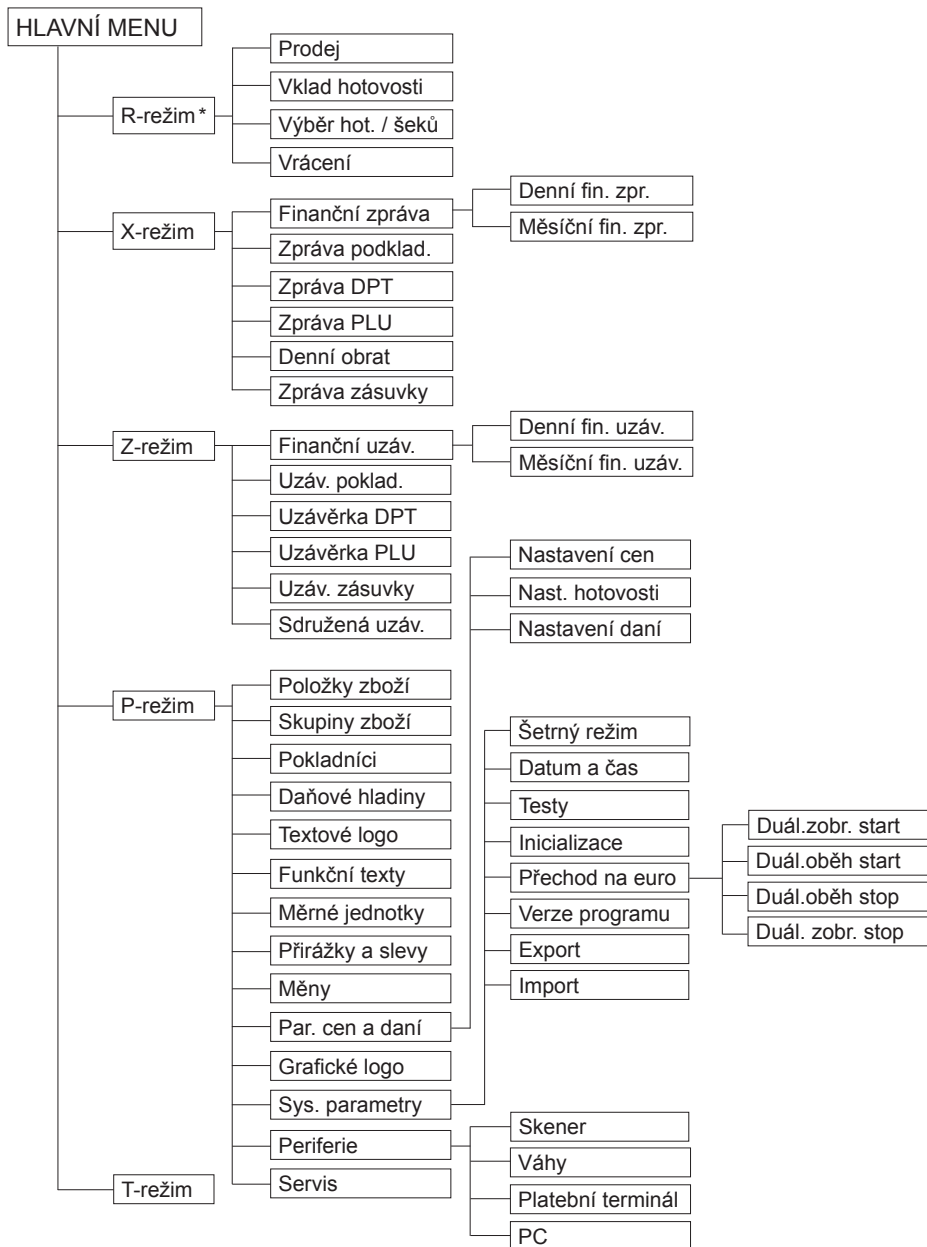 HLAVNÍ MENU
R-režim *
Prodej
Vklad hotovosti
Výběr hot. / šeků
Vrácení
X-režim
Finanční zpráva
Denní fin. zpr.
Měsíční fin. zpr.
Zpráva podklad.
Zpráva DPT
Zpráva PLU
Denní obrat
Zpráva zásuvky
Z-režim
Finanční uzáv.
Denní fin. uzáv.
Měsíční fin. uzáv.
Uzáv. poklad.
Uzávěrka DPT
Uzávěrka PLU
Uzáv. zásuvky
Sdružená uzáv.
P-režim
Položky zboží
Skupiny zboží
Pokladníci
Daňové hladiny
Textové logo
Funkční texty
Měrné jednotky
Přirážky a slevy
Měny
Par. cen a daní
Nastavení cen
Nast. hotovosti
Nastavení daní
Grafické logo
Sys. parametry
Šetrný režim
Datum a čas
Testy
Inicializace
Přechod na euro
Duál.zobr. start
Duál.oběh start
Duál.oběh stop
Duál. zobr. stop
Verze programu
Export
Import
Periferie
Skener
Váhy
Platební terminál
PC
Servis
T-režim